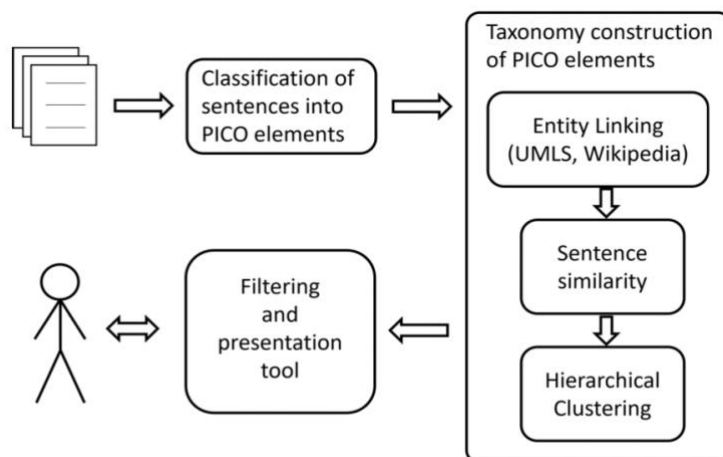 Classification of
sentences into
PICO elements
Taxonomy construction
of PICO elements
Entity Linking
(UMLS, Wikipedia)
Sentence
similarity
Hierarchical
Clustering
Filtering
and
presentation
tool